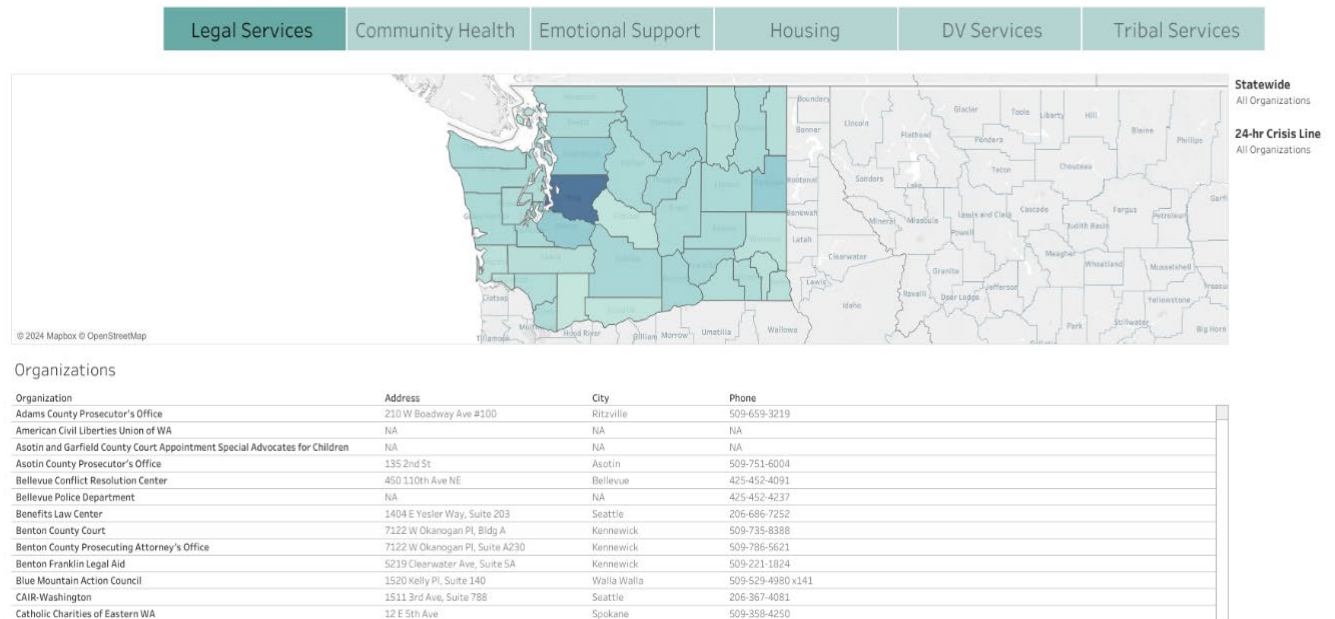 Legal Services Community Health Emotional Support Housing DV Services Tribal Services
Statewide
All Organizations
24-hr Crisis Line
All Organizations
Boundary
Bonner
Lincoln
Flathead
Glacier
Toole
Liberty
Hill
Blaine
Phillips
Pondera
Teton
Chouteau
Kootenai
Sanders
Lake
Benewah
Mineral
Missoula
Lewis and Clark
Cascade
Fergus
Petroleum
Judith Basin
Powell
Latah
Clearwater
Meagher
Wheatland
Musselshell
Granite
Lewis
Idaho
Ravalli
Deer Lodge
Jefferson
Yellowstone
Stillwater
Park
Big Horn
Clatsop
Tillamook
Hood River
Gilliam
Morrow
Umatilla
Wallowa
© 2024 Mapbox © OpenStreetMap
Organizations
Organization Address City Phone
Adams County Prosecutor's Office 210 W Boadway Ave #100 Ritzville 509-659-3219
American Civil Liberties Union of WA NA NA NA
Asotin and Garfield County Court Appointment Special Advocates for Children NA NA NA
Asotin County Prosecutor's Office 135 2nd St Asotin 509-751-6004
Bellevue Conflict Resolution Center 450 110th Ave NE Bellevue 425-452-4091
Bellevue Police Department NA NA 425-452-4237
Benefits Law Center 1404 E Yesler Way, Suite 203 Seattle 206-686-7252
Benton County Court 7122 W Okanogan Pl, Bldg A Kennewick 509-735-8388
Benton County Prosecuting Attorney's Office 7122 W Okanogan Pl, Suite A230 Kennewick 509-786-5621
Benton Franklin Legal Aid 5219 Clearwater Ave, Suite 5A Kennewick 509-221-1824
Blue Mountain Action Council 1520 Kelly Pl, Suite 140 Walla Walla 509-529-4980 x141
CAIR-Washington 1511 3rd Ave, Suite 788 Seattle 206-367-4081
Catholic Charities of Eastern WA 12 E 5th Ave Spokane 509-358-4250